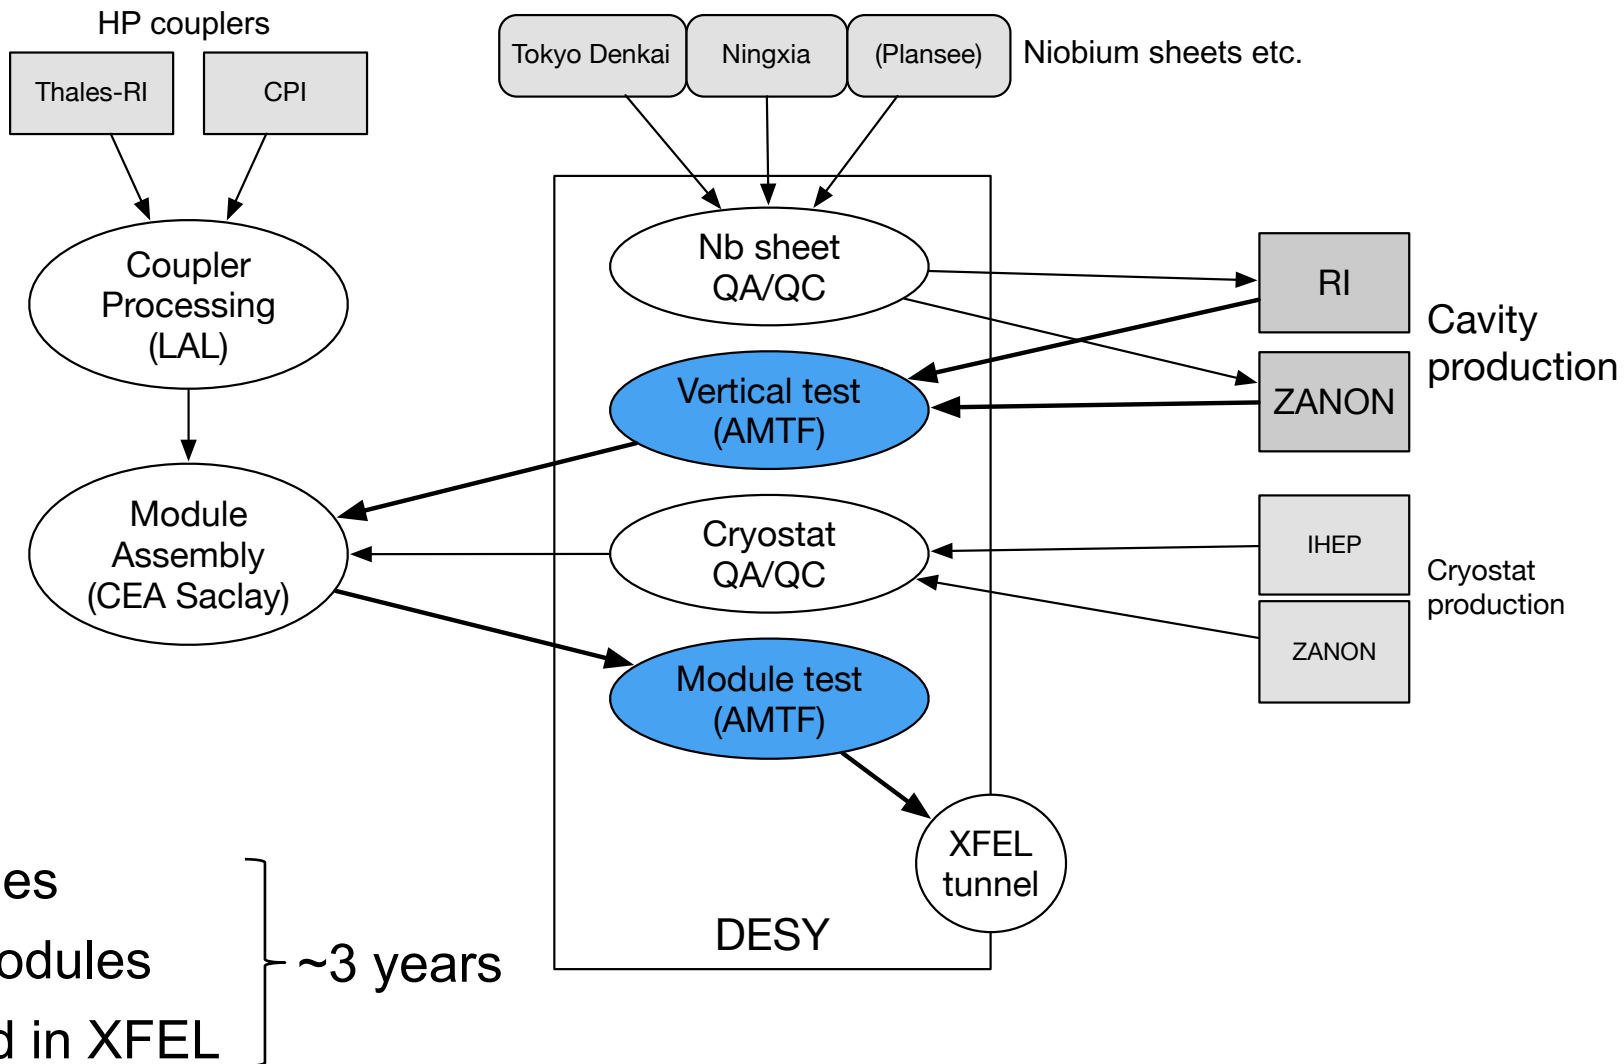 HP couplers
Thales-RI
CPI
Tokyo Denkai
Ningxia
(Plansee)
Niobium sheets etc.
Coupler
Processing
(LAL)
Nb sheet
QA/QC
RI
ZANON
Cavity
production
Vertical test
(AMTF)
Module
Assembly
(CEA Saclay)
Cryostat
QA/QC
IHEP
ZANON
Cryostat
production
Module test
(AMTF)
XFEL
tunnel
DESY
~3 years
in XFEL